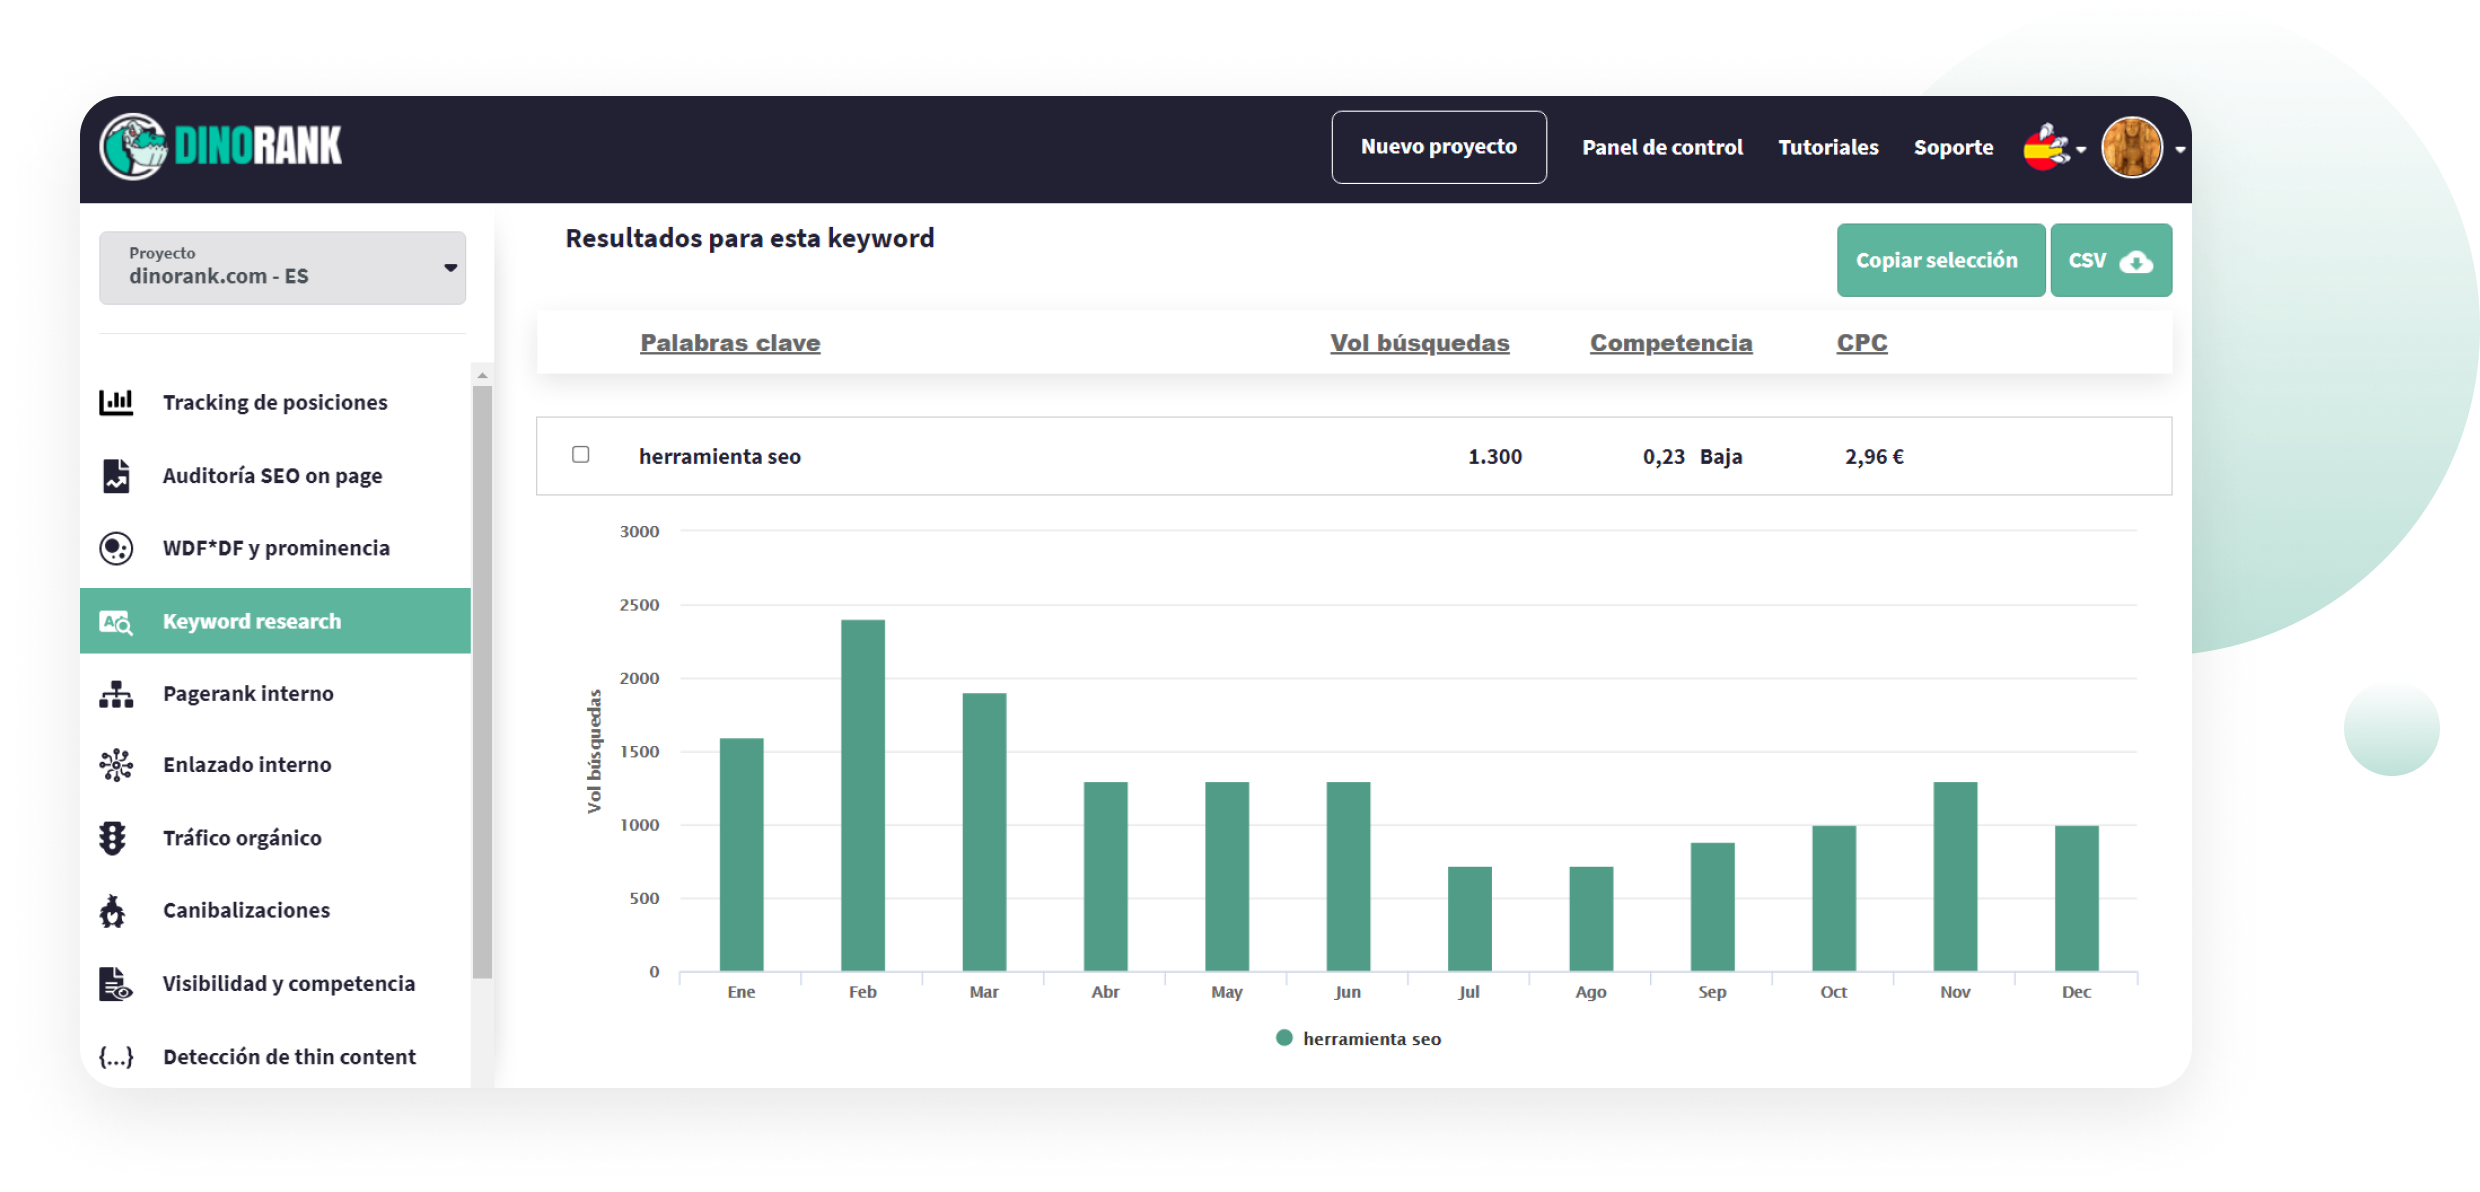 DINORANK
Nuevo proyecto Panel de control Tutoriales Soporte
Proyecto
dinorank.com - ES
Tracking de posiciones
Auditoría SEO on page
WDF*DF y prominencia
Keyword research
Pagerank interno
Enlazado interno
Tráfico orgánico
Canibalizaciones
Visibilidad y competencia
{...} Detección de thin content
Resultados para esta keyword
Copiar selección CSV
Palabras clave Vol búsquedas Competencia CPC
herramienta seo 1.300 0,23 Baja 2,96 €
Vol búsquedas
3000
2500
2000
1500
1000
500
0
Ene Feb Mar Abr May Jun Jul Ago Sep Oct Nov Dec
herramienta seo